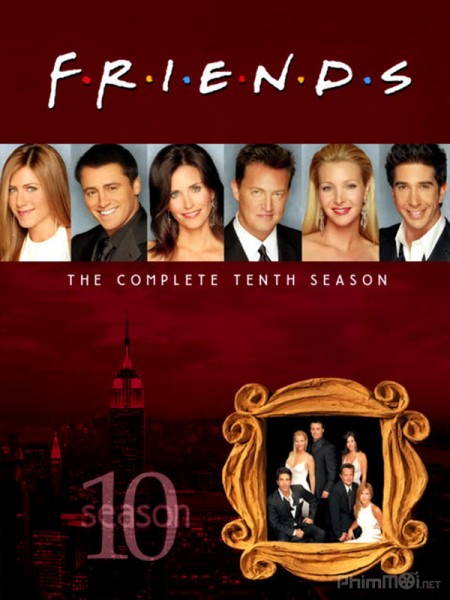 F·R·I·E·N·D·S
THE COMPLETE TENTH SEASON
10
season
PhimMoi.NET